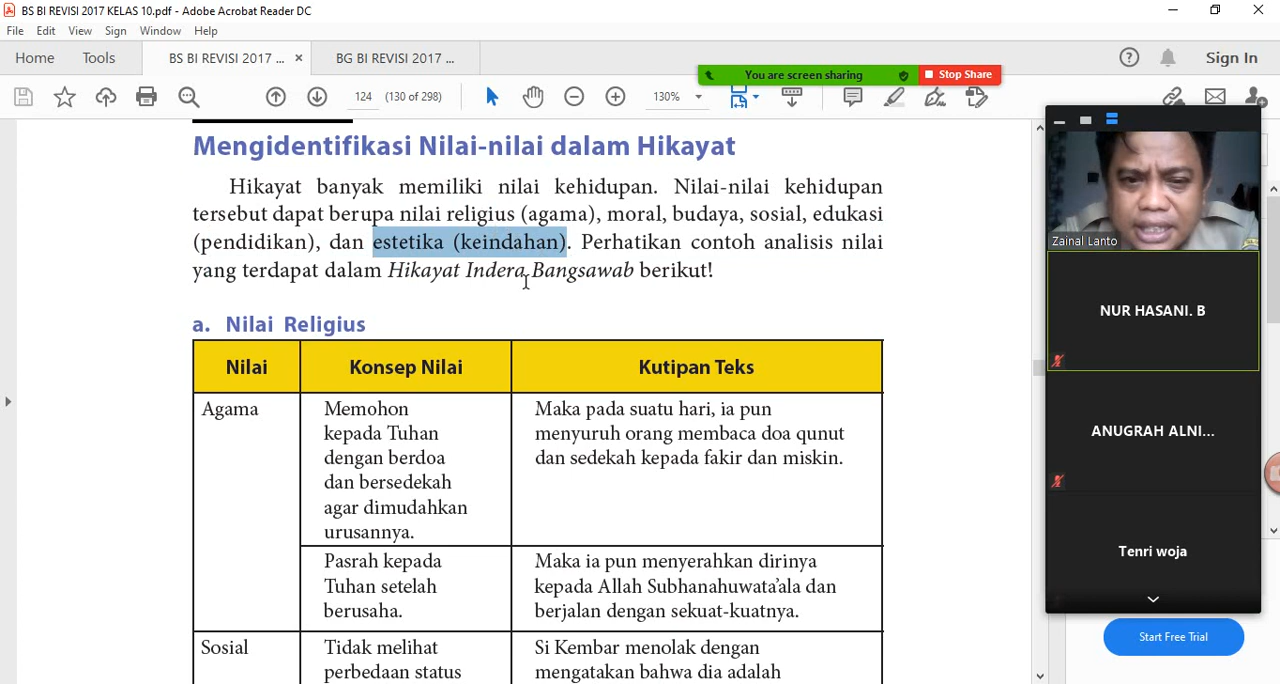 BS BI REVISI 2017 KELAS 10.pdf - Adobe Acrobat Reader DC
File Edit View Sign Window Help
Home Tools BS BI REVISI 2017 ... × BG BI REVISI 2017 ... Sign In
You are screen sharing Stop Share
124 (130 of 298) 130%
Mengidentifikasi Nilai-nilai dalam Hikayat
Hikayat banyak memiliki nilai kehidupan. Nilai-nilai kehidupan
tersebut dapat berupa nilai religius (agama), moral, budaya, sosial, edukasi
(pendidikan), dan estetika (keindahan). Perhatikan contoh analisis nilai
yang terdapat dalam Hikayat Indera Bangsawab berikut!
a. Nilai Religius
Nilai Konsep Nilai Kutipan Teks
Agama Memohon Maka pada suatu hari, ia pun
kepada Tuhan menyuruh orang membaca doa qunut
dengan berdoa dan sedekah kepada fakir dan miskin.
dan bersedekah
agar dimudahkan
urusannya.
Pasrah kepada Maka ia pun menyerahkan dirinya
Tuhan setelah kepada Allah Subhanahuwata'ala dan
berusaha. berjalan dengan sekuat-kuatnya.
Sosial Tidak melihat Si Kembar menolak dengan
perbedaan status mengatakan bahwa dia adalah
Zainal Lanto
NUR HASANI. B
ANUGRAH ALNI...
Tenri woja
Start Free Trial